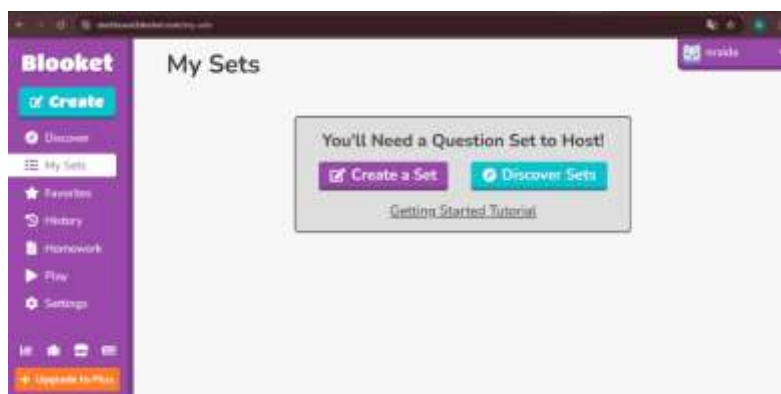 Blooket
Create
Discover
My Sets
Favorites
History
Homework
Play
Settings
Upgrade to Plus
My Sets
You'll Need a Question Set to Host!
Create a Set
Discover Sets
Getting Started Tutorial